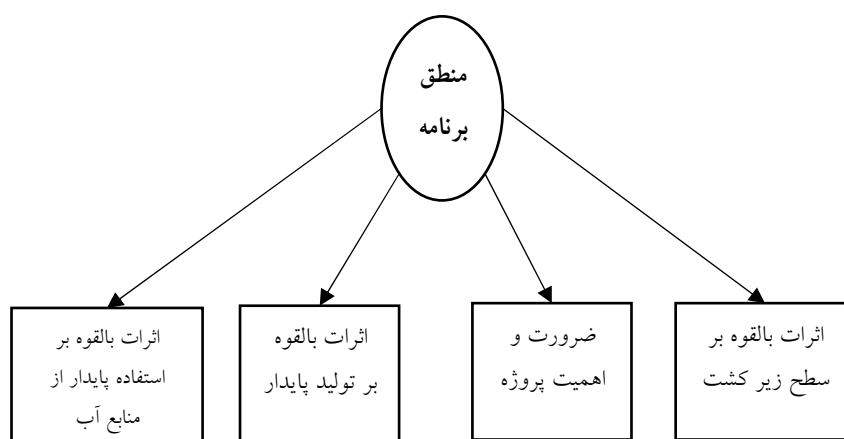 منطق
برنامه
اثرات بالقوه بر
سطح زیر کشت
ضرورت و
اهمیت پروژه
اثرات بالقوه
بر تولید پایدار
اثرات بالقوه بر
استفاده پایدار از
منابع آب